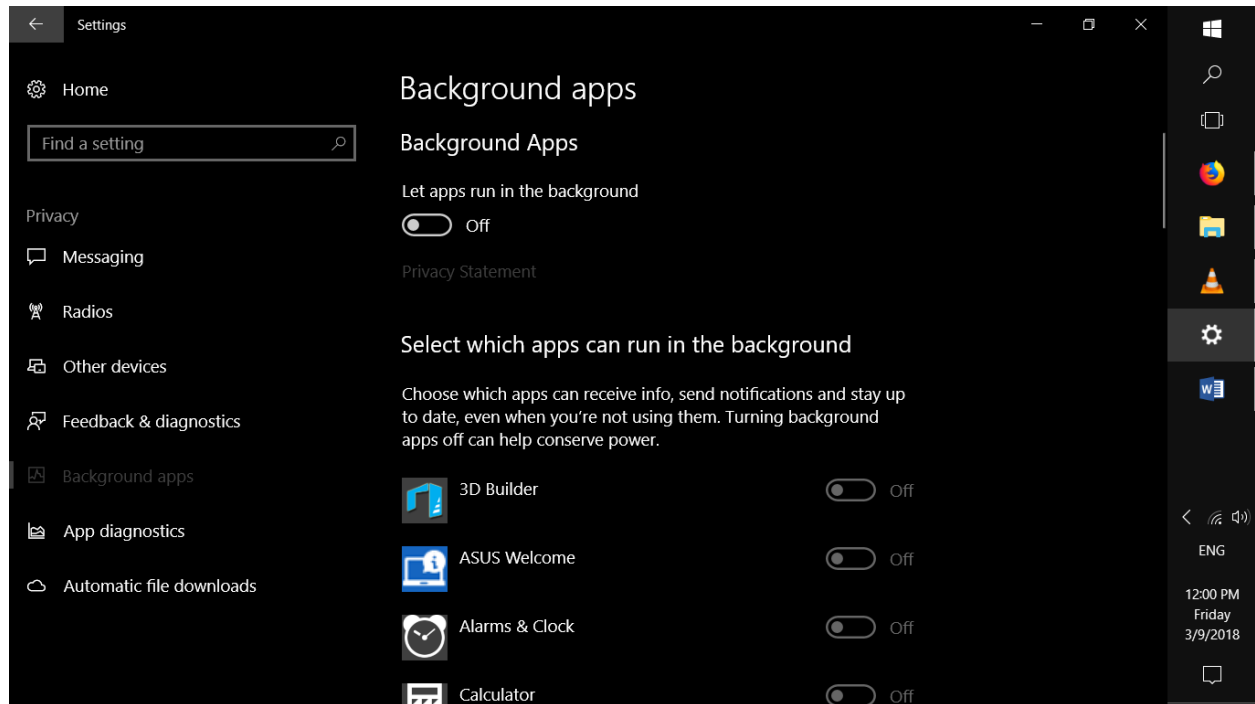 Settings
Home
Find a setting
Privacy
Messaging
Radios
Other devices
Feedback & diagnostics
Background apps
App diagnostics
Automatic file downloads
Background apps
Background Apps
Let apps run in the background
Off
Privacy Statement
Select which apps can run in the background
Choose which apps can receive info, send notifications and stay up
to date, even when you're not using them. Turning background
apps off can help conserve power.
3D Builder Off
ASUS Welcome Off
Alarms & Clock Off
Calculator Off
W
ENG
12:00 PM
Friday
3/9/2018